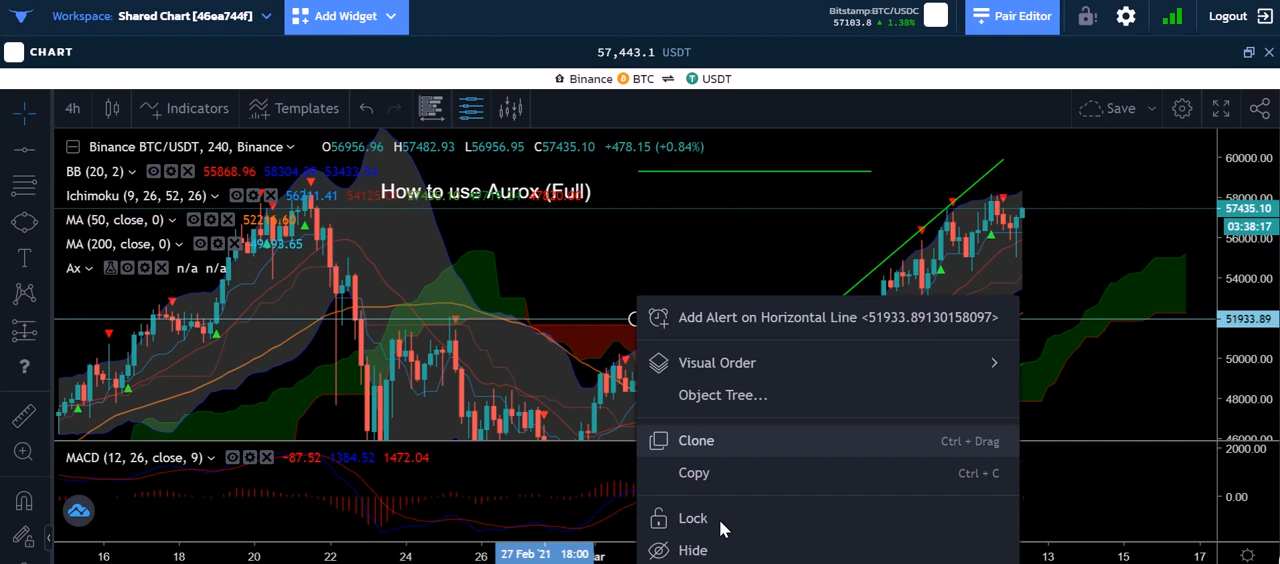 Workspace: Shared Chart [46ea744f]
Add Widget
Bitstamp:BTC/USDC
57103.8 ▲ 1.38%
Pair Editor
Logout
CHART
57,443.1 USDT
Binance BTC ⇌ USDT
4h
Indicators
Templates
Save
Binance BTC/USDT, 240, Binance
O56956.96 H57482.93 L56956.95 C57435.10 +478.15 (+0.84%)
BB (20, 2) 55868.96
Ichimoku (9, 26, 52, 26)
How to use Aurox (Full)
MA (50, close, 0)
MA (200, close, 0)
Ax n/a n/a
60000.00
58000.00
57435.10
03:38:17
56000.00
54000.00
51933.89
50000.00
48000.00
46000.00
Add Alert on Horizontal Line <51933.89130158097>
Visual Order
Object Tree...
Clone Ctrl + Drag
Copy Ctrl + C
Lock
Hide
MACD (12, 26, close, 9) −87.52 1384.52 1472.04
2000.00
0.00
16 18 20 22 24 26 27 Feb '21 18:00 13 15 17